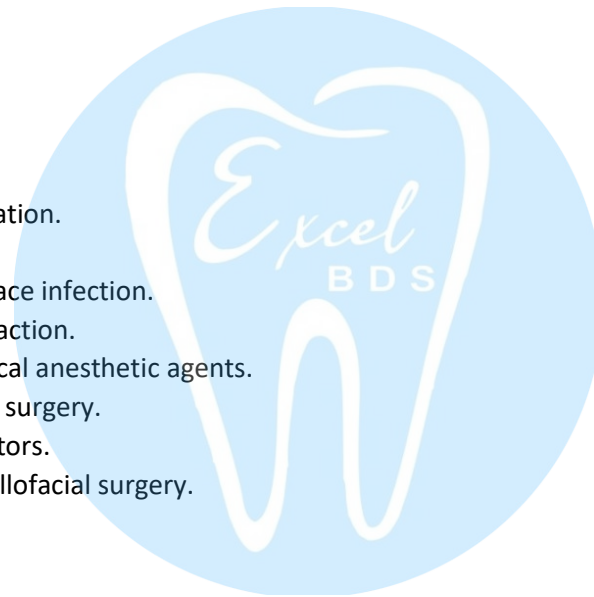 ation.
ace infection.
action.
cal anesthetic agents.
surgery.
tors.
llofacial surgery.
Excel
BDS